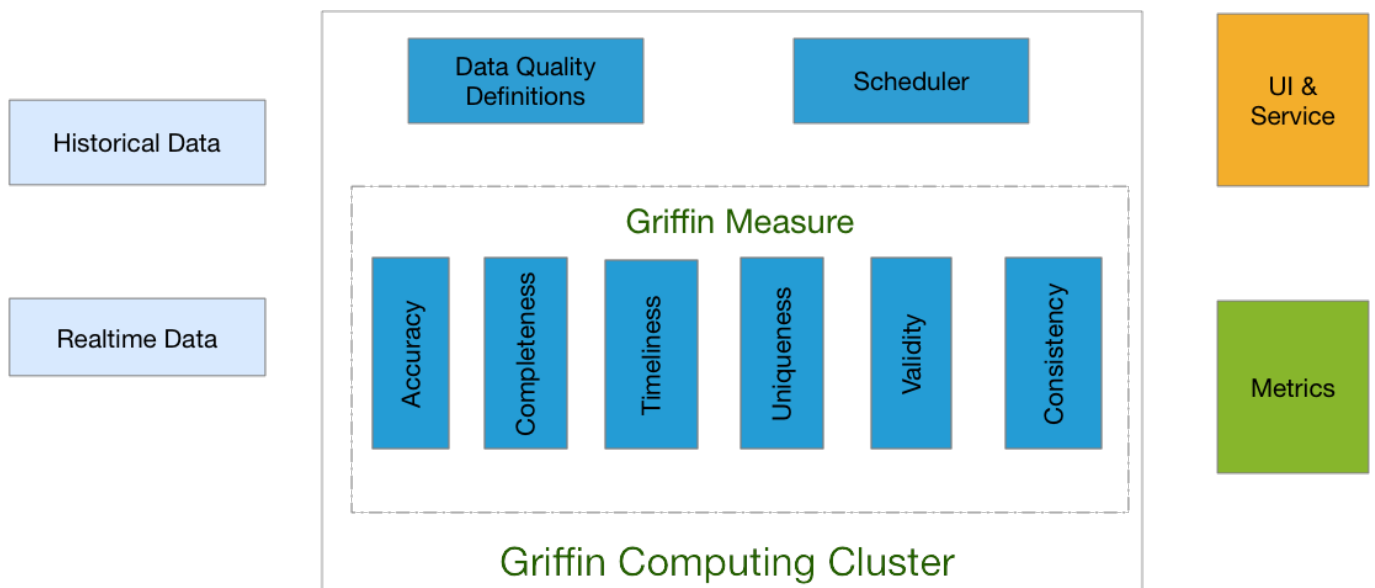 Historical Data
Realtime Data
Data Quality
Definitions
Scheduler
Griffin Measure
Accuracy
Completeness
Timeliness
Uniqueness
Validity
Consistency
Griffin Computing Cluster
UI &
Service
Metrics